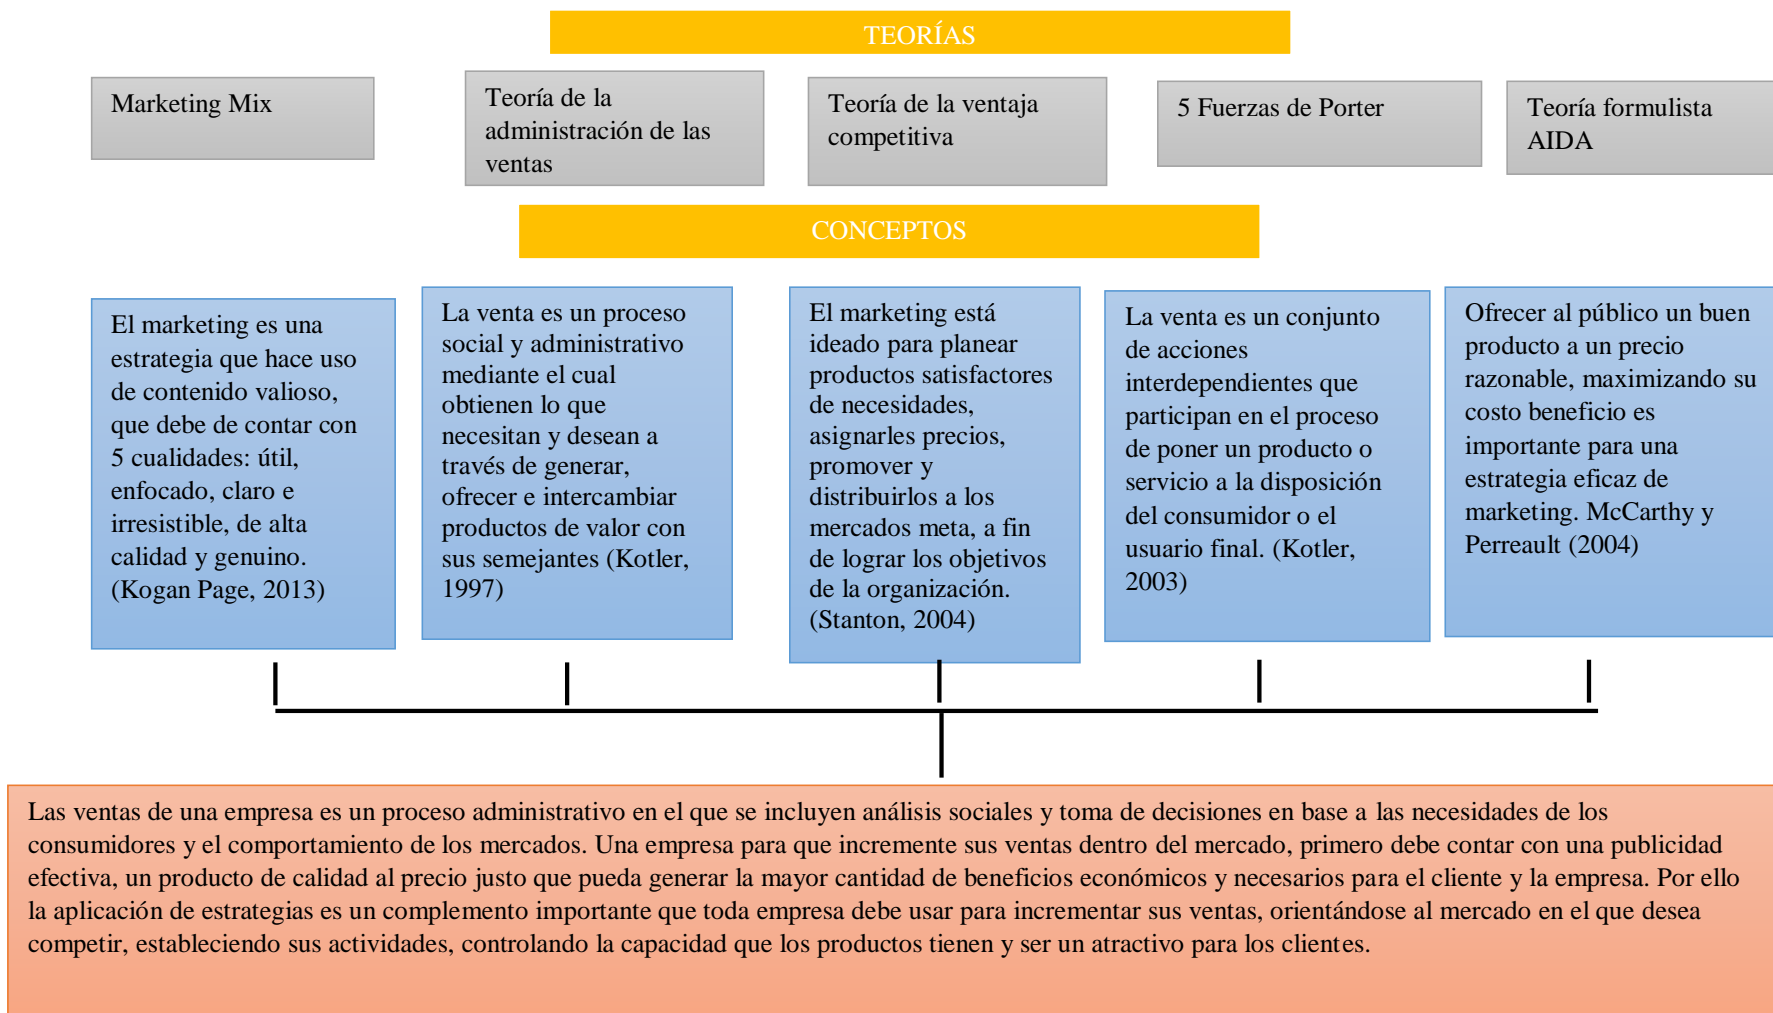 TEORÍAS
Marketing Mix
Teoría de la
administración de las
ventas
Teoría de la ventaja
competitiva
5 Fuerzas de Porter
Teoría formulista
AIDA
CONCEPTOS
El marketing es una
estrategia que hace uso
de contenido valioso,
que debe de contar con
5 cualidades: útil,
enfocado, claro e
irresistible, de alta
calidad y genuino.
(Kogan Page, 2013)
La venta es un proceso
social y administrativo
mediante el cual
obtienen lo que
necesitan y desean a
través de generar,
ofrecer e intercambiar
productos de valor con
sus semejantes (Kotler,
1997)
El marketing está
ideado para planear
productos satisfactores
de necesidades,
asignarles precios,
promover y
distribuirlos a los
mercados meta, a fin
de lograr los objetivos
de la organización.
(Stanton, 2004)
La venta es un conjunto
de acciones
interdependientes que
participan en el proceso
de poner un producto o
servicio a la disposición
del consumidor o el
usuario final. (Kotler,
2003)
Ofrecer al público un buen
producto a un precio
razonable, maximizando su
costo beneficio es
importante para una
estrategia eficaz de
marketing. McCarthy y
Perreault (2004)
Las ventas de una empresa es un proceso administrativo en el que se incluyen análisis sociales y toma de decisiones en base a las necesidades de los
consumidores y el comportamiento de los mercados. Una empresa para que incremente sus ventas dentro del mercado, primero debe contar con una publicidad
efectiva, un producto de calidad al precio justo que pueda generar la mayor cantidad de beneficios económicos y necesarios para el cliente y la empresa. Por ello
la aplicación de estrategias es un complemento importante que toda empresa debe usar para incrementar sus ventas, orientándose al mercado en el que desea
competir, estableciendo sus actividades, controlando la capacidad que los productos tienen y ser un atractivo para los clientes.